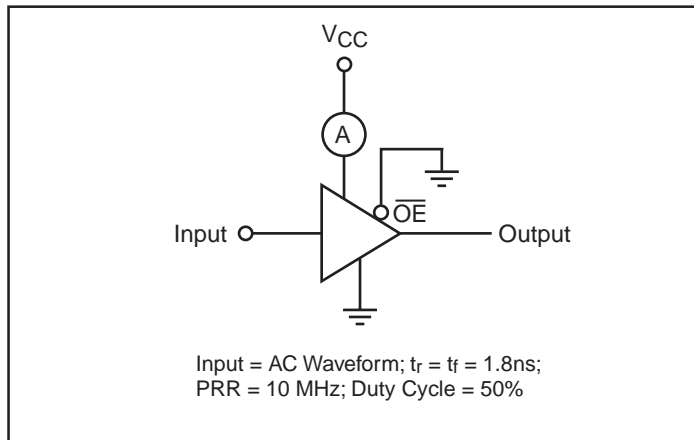 VCC
A
OE
Input
Output
Input = AC Waveform; tr = tf = 1.8ns;
PRR = 10 MHz; Duty Cycle = 50%